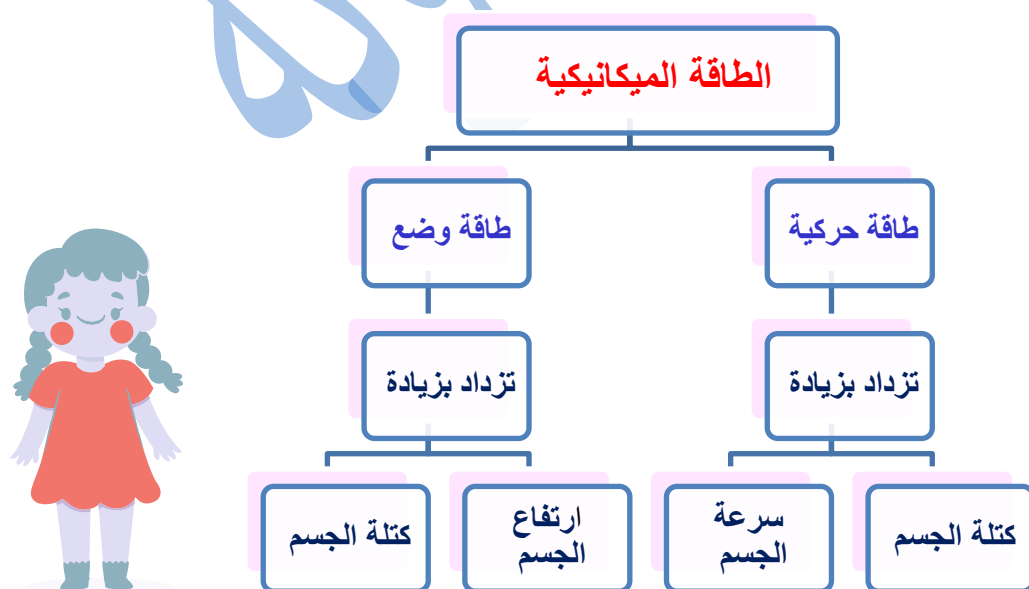 الطاقة الميكانيكية
طاقة حركية
طاقة وضع
تزداد بزيادة
تزداد بزيادة
كتلة الجسم
سرعة
الجسم
ارتفاع
الجسم
كتلة الجسم